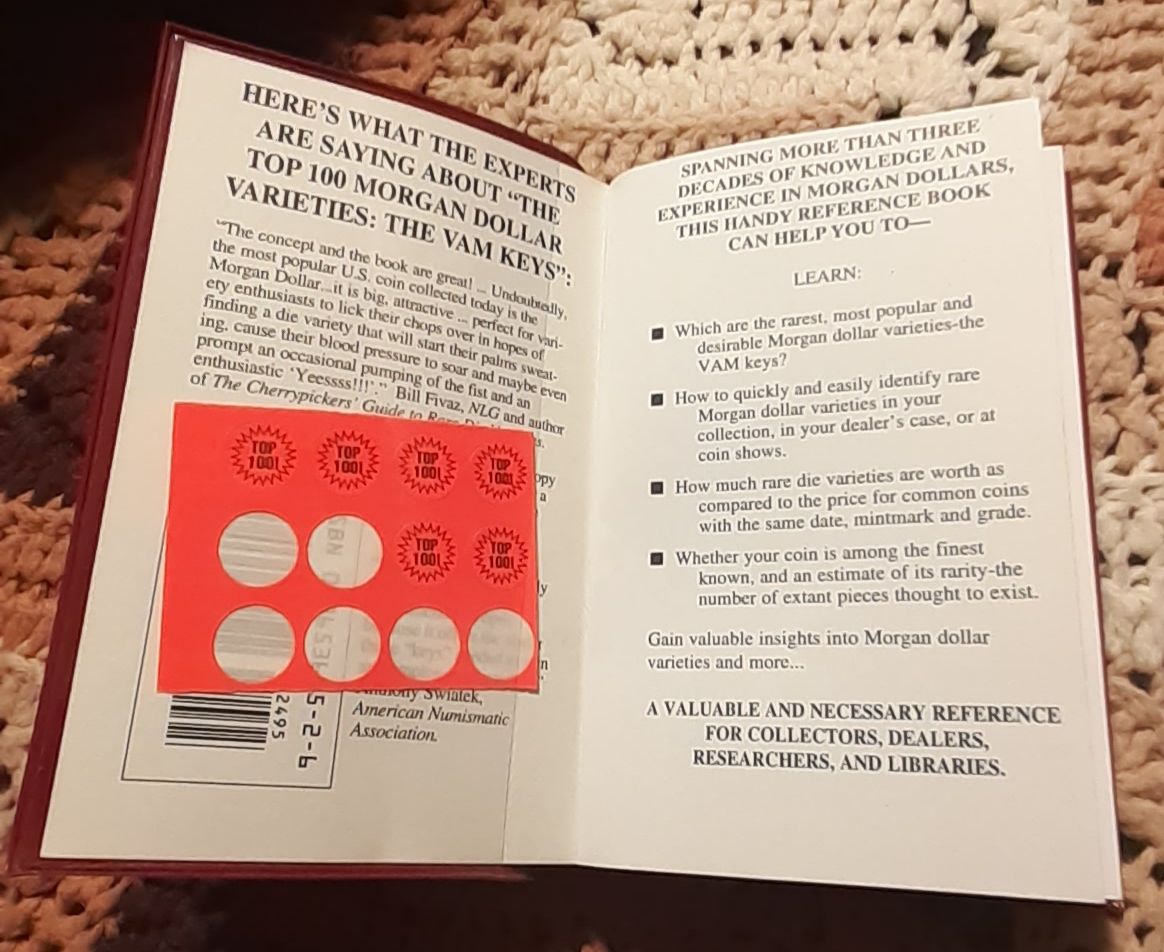 HERE'S WHAT THE EXPERTS
ARE SAYING ABOUT "THE
TOP 100 MORGAN DOLLAR
VARIETIES: THE VAM KEYS":
"The concept and the book are great! ... Undoubtedly,
the most popular U.S. coin collected today is the
Morgan Dollar...it is big, attractive ... perfect for vari-
ety enthusiasts to lick their chops over in hopes of
finding a die variety that will start their palms sweat-
ing, cause their blood pressure to soar and maybe even
prompt an occasional pumping of the fist and an
enthusiastic 'Yeessss!!!'." Bill Fivaz, NLG and author
of The Cherrypickers' Guide to
TOP
100!
TOP
100!
TOP
100!
TOP
100!
TOP
100!
TOP
100!
a
"keys"
Swiatek,
American Numismatic
Association.
2495
5-2-6
SPANNING MORE THAN THREE
DECADES OF KNOWLEDGE AND
EXPERIENCE IN MORGAN DOLLARS,
THIS HANDY REFERENCE BOOK
CAN HELP YOU TO—
LEARN:
■ Which are the rarest, most popular and
desirable Morgan dollar varieties-the
VAM keys?
■ How to quickly and easily identify rare
Morgan dollar varieties in your
collection, in your dealer's case, or at
coin shows.
■ How much rare die varieties are worth as
compared to the price for common coins
with the same date, mintmark and grade.
■ Whether your coin is among the finest
known, and an estimate of its rarity-the
number of extant pieces thought to exist.
Gain valuable insights into Morgan dollar
varieties and more...
A VALUABLE AND NECESSARY REFERENCE
FOR COLLECTORS, DEALERS,
RESEARCHERS, AND LIBRARIES.